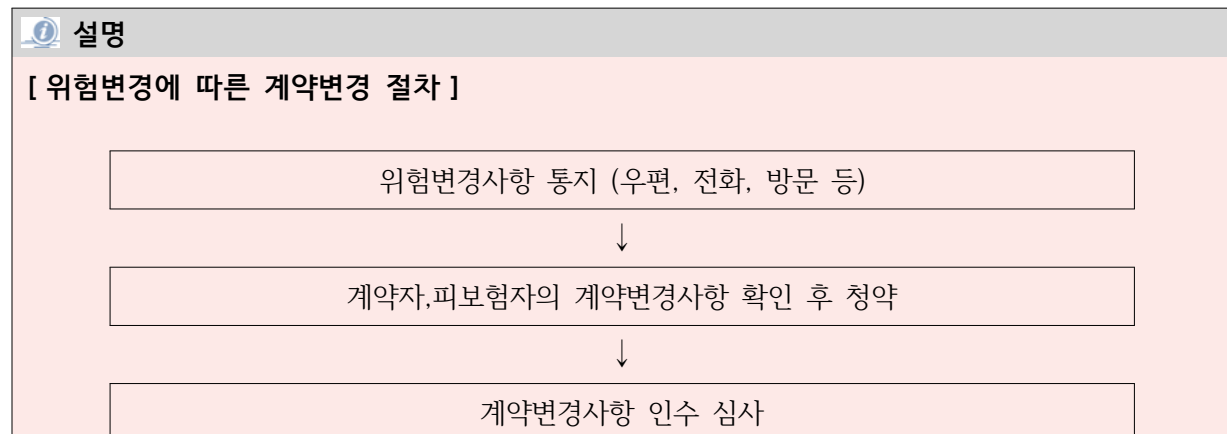 설명
[ 위험변경에 따른 계약변경 절차 ]
위험변경사항 통지 (우편, 전화, 방문 등)
↓
계약자,피보험자의 계약변경사항 확인 후 청약
↓
계약변경사항 인수 심사